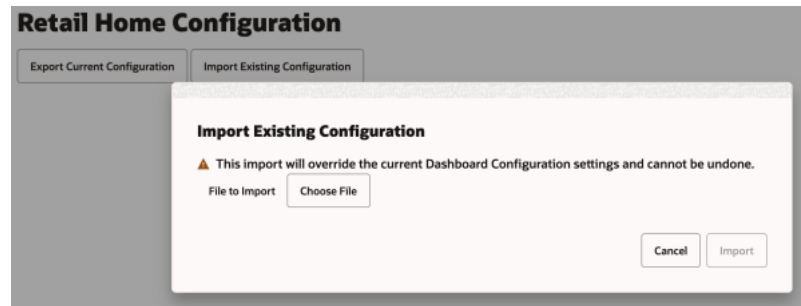 Retail Home Configuration
Export Current Configuration Import Existing Configuration
Import Existing Configuration
This import will override the current Dashboard Configuration settings and cannot be undone.
File to Import Choose File
Cancel Import